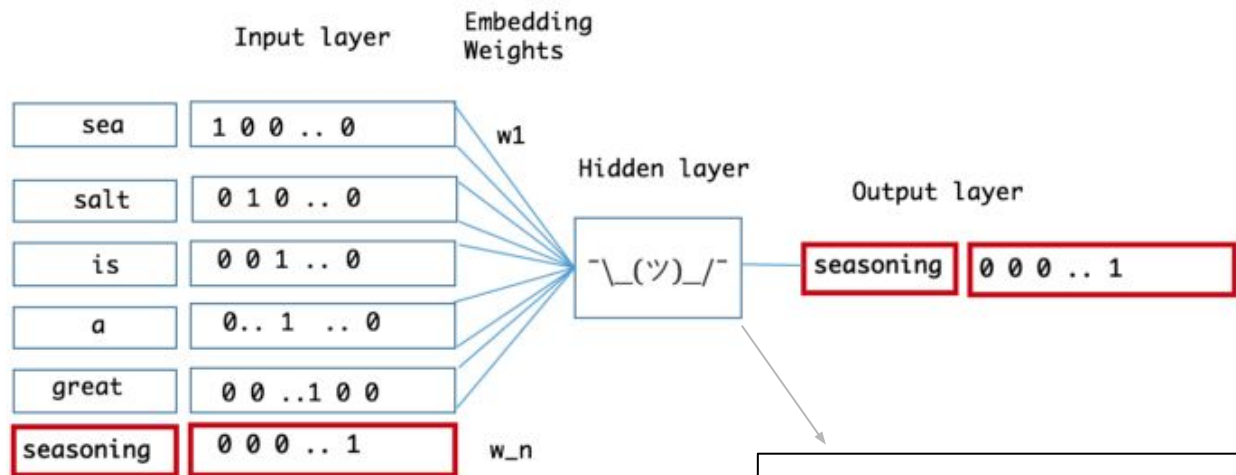 Input layer
Embedding
Weights
sea 1 0 0 .. 0 w1
salt 0 1 0 .. 0
is 0 0 1 .. 0
a 0.. 1 .. 0
great 0 0 ..1 0 0
seasoning 0 0 0 .. 1 w_n
Hidden layer
¯\_(ツ)_/¯
Output layer
seasoning 0 0 0 .. 1